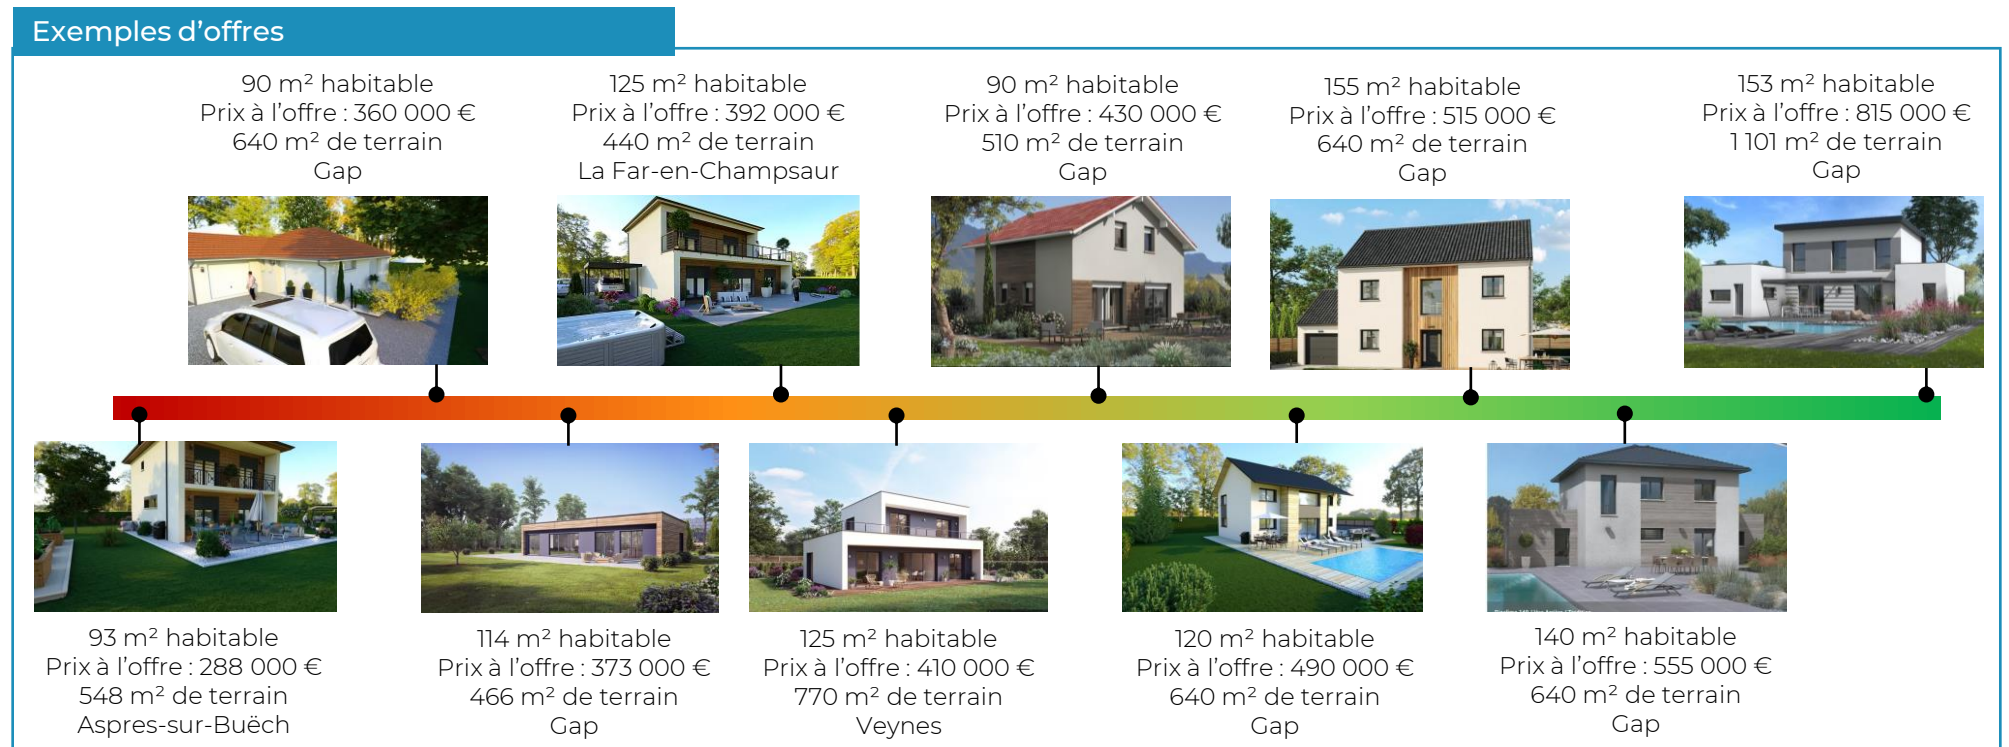 Exemples d'offres
90 m² habitable
Prix à l'offre : 360 000 €
640 m² de terrain
Gap
125 m² habitable
Prix à l'offre : 392 000 €
440 m² de terrain
La Far-en-Champsaur
90 m² habitable
Prix à l'offre : 430 000 €
510 m² de terrain
Gap
155 m² habitable
Prix à l'offre : 515 000 €
640 m² de terrain
Gap
153 m² habitable
Prix à l'offre : 815 000 €
1 101 m² de terrain
Gap
93 m² habitable
Prix à l'offre : 288 000 €
548 m² de terrain
Aspres-sur-Buëch
114 m² habitable
Prix à l'offre : 373 000 €
466 m² de terrain
Gap
125 m² habitable
Prix à l'offre : 410 000 €
770 m² de terrain
Veynes
120 m² habitable
Prix à l'offre : 490 000 €
640 m² de terrain
Gap
140 m² habitable
Prix à l'offre : 555 000 €
640 m² de terrain
Gap